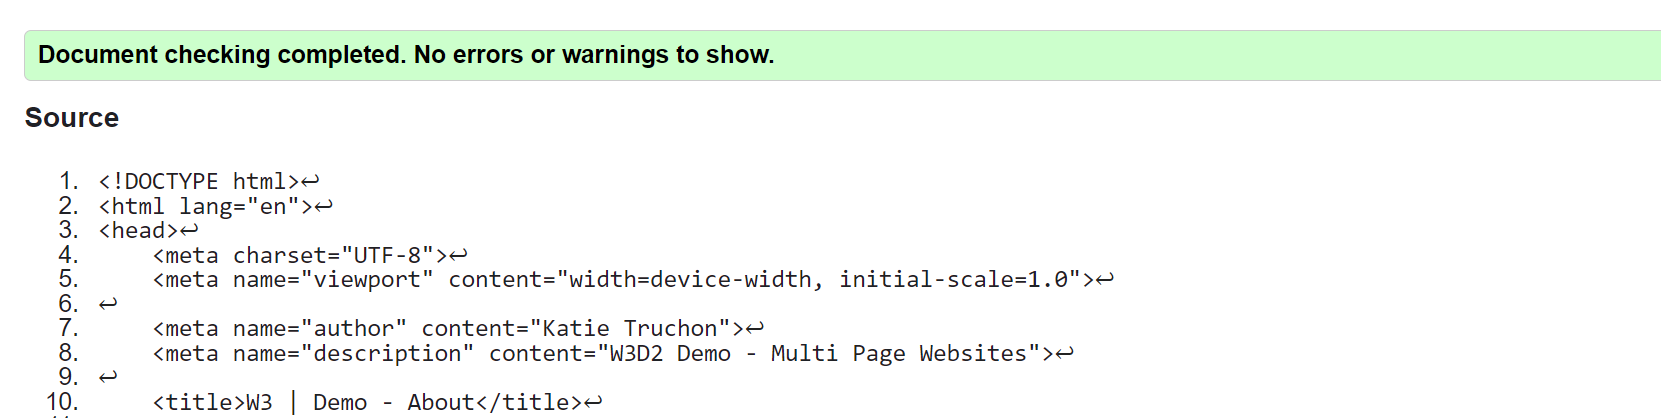 Document checking completed. No errors or warnings to show.
Source
1. <!DOCTYPE html>↩
2. <html lang="en">↩
3. <head>↩
4.     <meta charset="UTF-8">↩
5.     <meta name="viewport" content="width=device-width, initial-scale=1.0">↩
6. ↩
7.     <meta name="author" content="Katie Truchon">↩
8.     <meta name="description" content="W3D2 Demo - Multi Page Websites">↩
9. ↩
10.     <title>W3 | Demo - About</title>↩